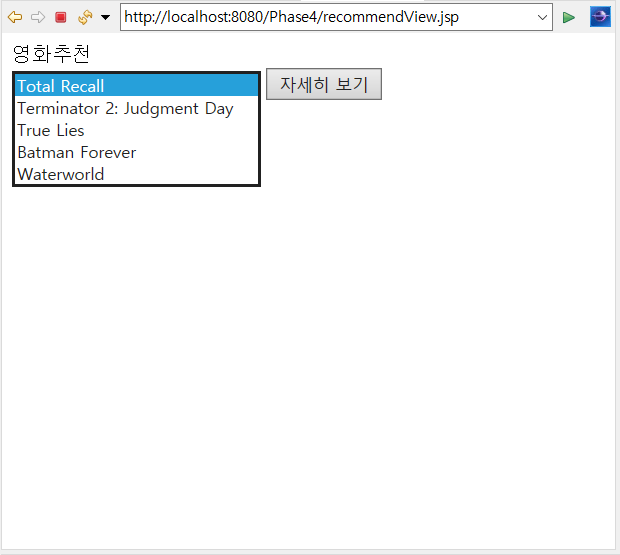 http://localhost:8080/Phase4/recommendView.jsp
영화추천
Total Recall
자세히 보기
Terminator 2: Judgment Day
True Lies
Batman Forever
Waterworld